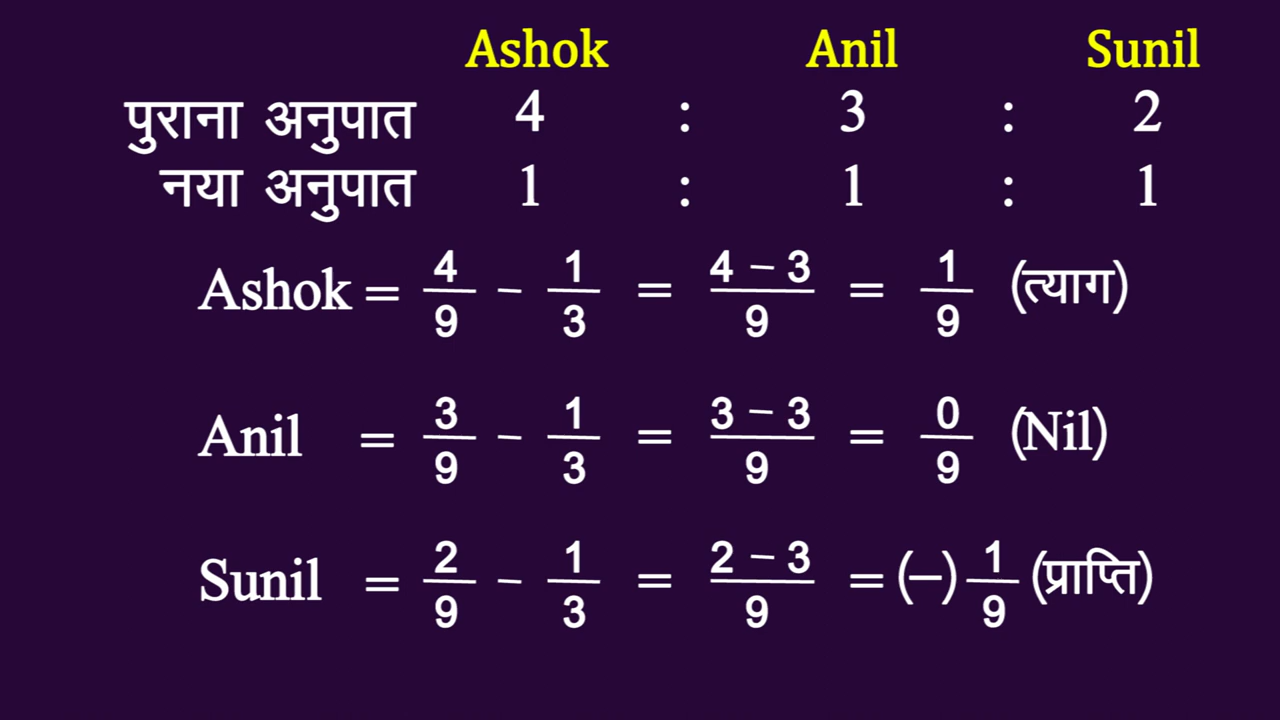 Ashok Anil Sunil
पुराना अनुपात 4 : 3 : 2
नया अनुपात 1 : 1 : 1
Ashok = 4/9 – 1/3 = 4 – 3/9 = 1/9 (त्याग)
Anil = 3/9 – 1/3 = 3 – 3/9 = 0/9 (Nil)
Sunil = 2/9 – 1/3 = 2 – 3/9 = (–) 1/9 (प्राप्ति)